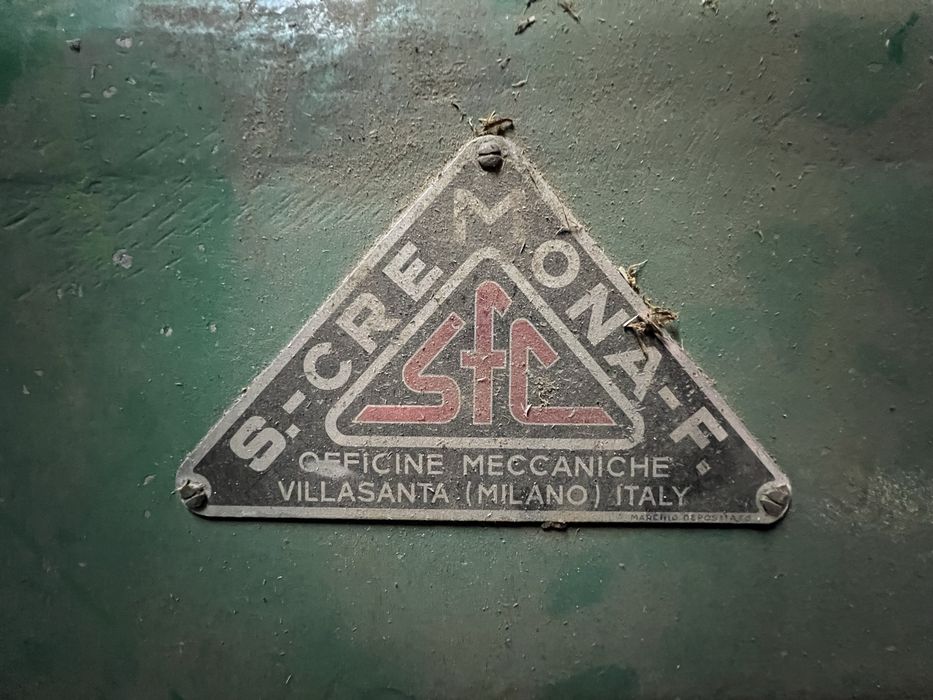 S.-CREMONA-F.
sfc
OFFICINE MECCANICHE
VILLASANTA (MILANO) ITALY
MARCHIO DEPOSITATO